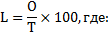 L = O/T × 100, где: